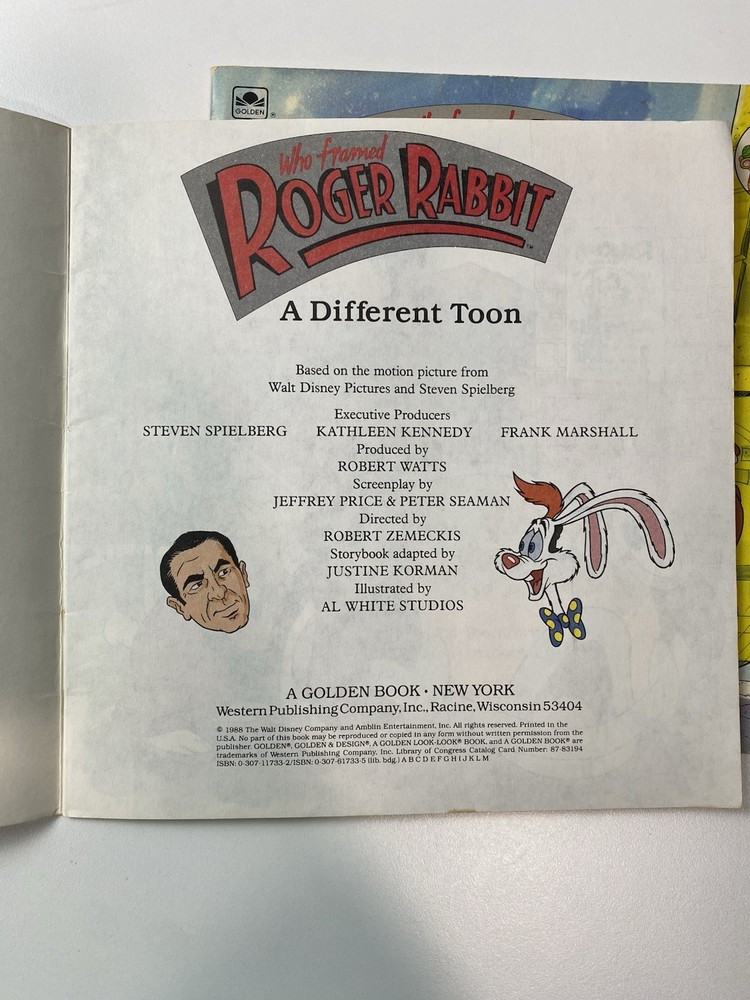 GOLDEN
®
Who framed
ROGER RABBIT
™
A Different Toon
Based on the motion picture from
Walt Disney Pictures and Steven Spielberg
Executive Producers
STEVEN SPIELBERG KATHLEEN KENNEDY FRANK MARSHALL
Produced by
ROBERT WATTS
Screenplay by
JEFFREY PRICE & PETER SEAMAN
Directed by
ROBERT ZEMECKIS
Storybook adapted by
JUSTINE KORMAN
Illustrated by
AL WHITE STUDIOS
A GOLDEN BOOK • NEW YORK
Western Publishing Company, Inc., Racine, Wisconsin 53404
© 1988 The Walt Disney Company and Amblin Entertainment, Inc. All rights reserved. Printed in the
U.S.A. No part of this book may be reproduced or copied in any form without written permission from the
publisher. GOLDEN®, GOLDEN & DESIGN®, A GOLDEN LOOK-LOOK® BOOK, and A GOLDEN BOOK® are
trademarks of Western Publishing Company, Inc. Library of Congress Catalog Card Number: 87-83194
ISBN: 0-307-11733-2/ISBN: 0-307-61733-5 (lib. bdg.) A B C D E F G H I J K L M